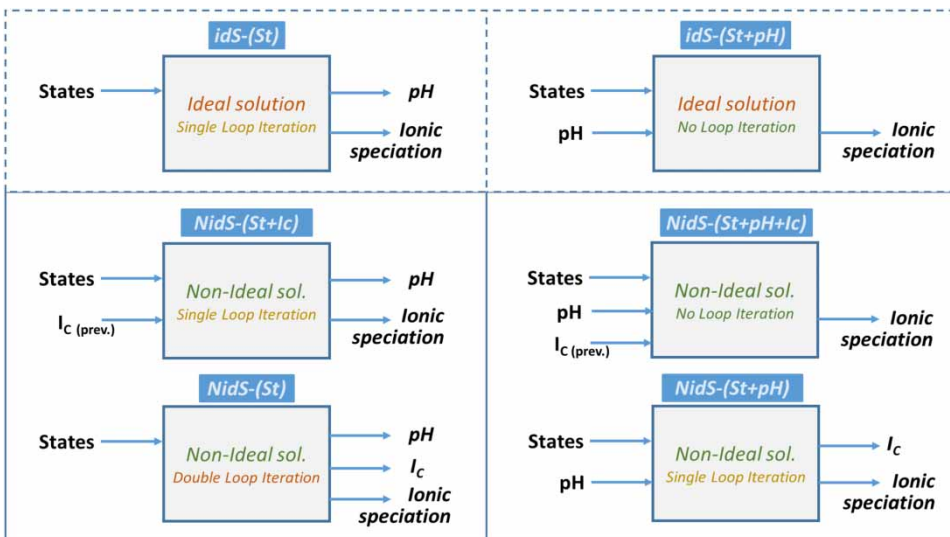 idS-(St)
States
Ideal solution
Single Loop Iteration
pH
Ionic
speciation
idS-(St+pH)
States
pH
Ideal solution
No Loop Iteration
Ionic
speciation
NidS-(St+Ic)
States
IC (prev.)
Non-Ideal sol.
Single Loop Iteration
pH
Ionic
speciation
NidS-(St+pH+Ic)
States
pH
IC (prev.)
Non-Ideal sol.
No Loop Iteration
Ionic
speciation
NidS-(St)
States
Non-Ideal sol.
Double Loop Iteration
pH
IC
Ionic
speciation
NidS-(St+pH)
States
pH
Non-Ideal sol.
Single Loop Iteration
IC
Ionic
speciation